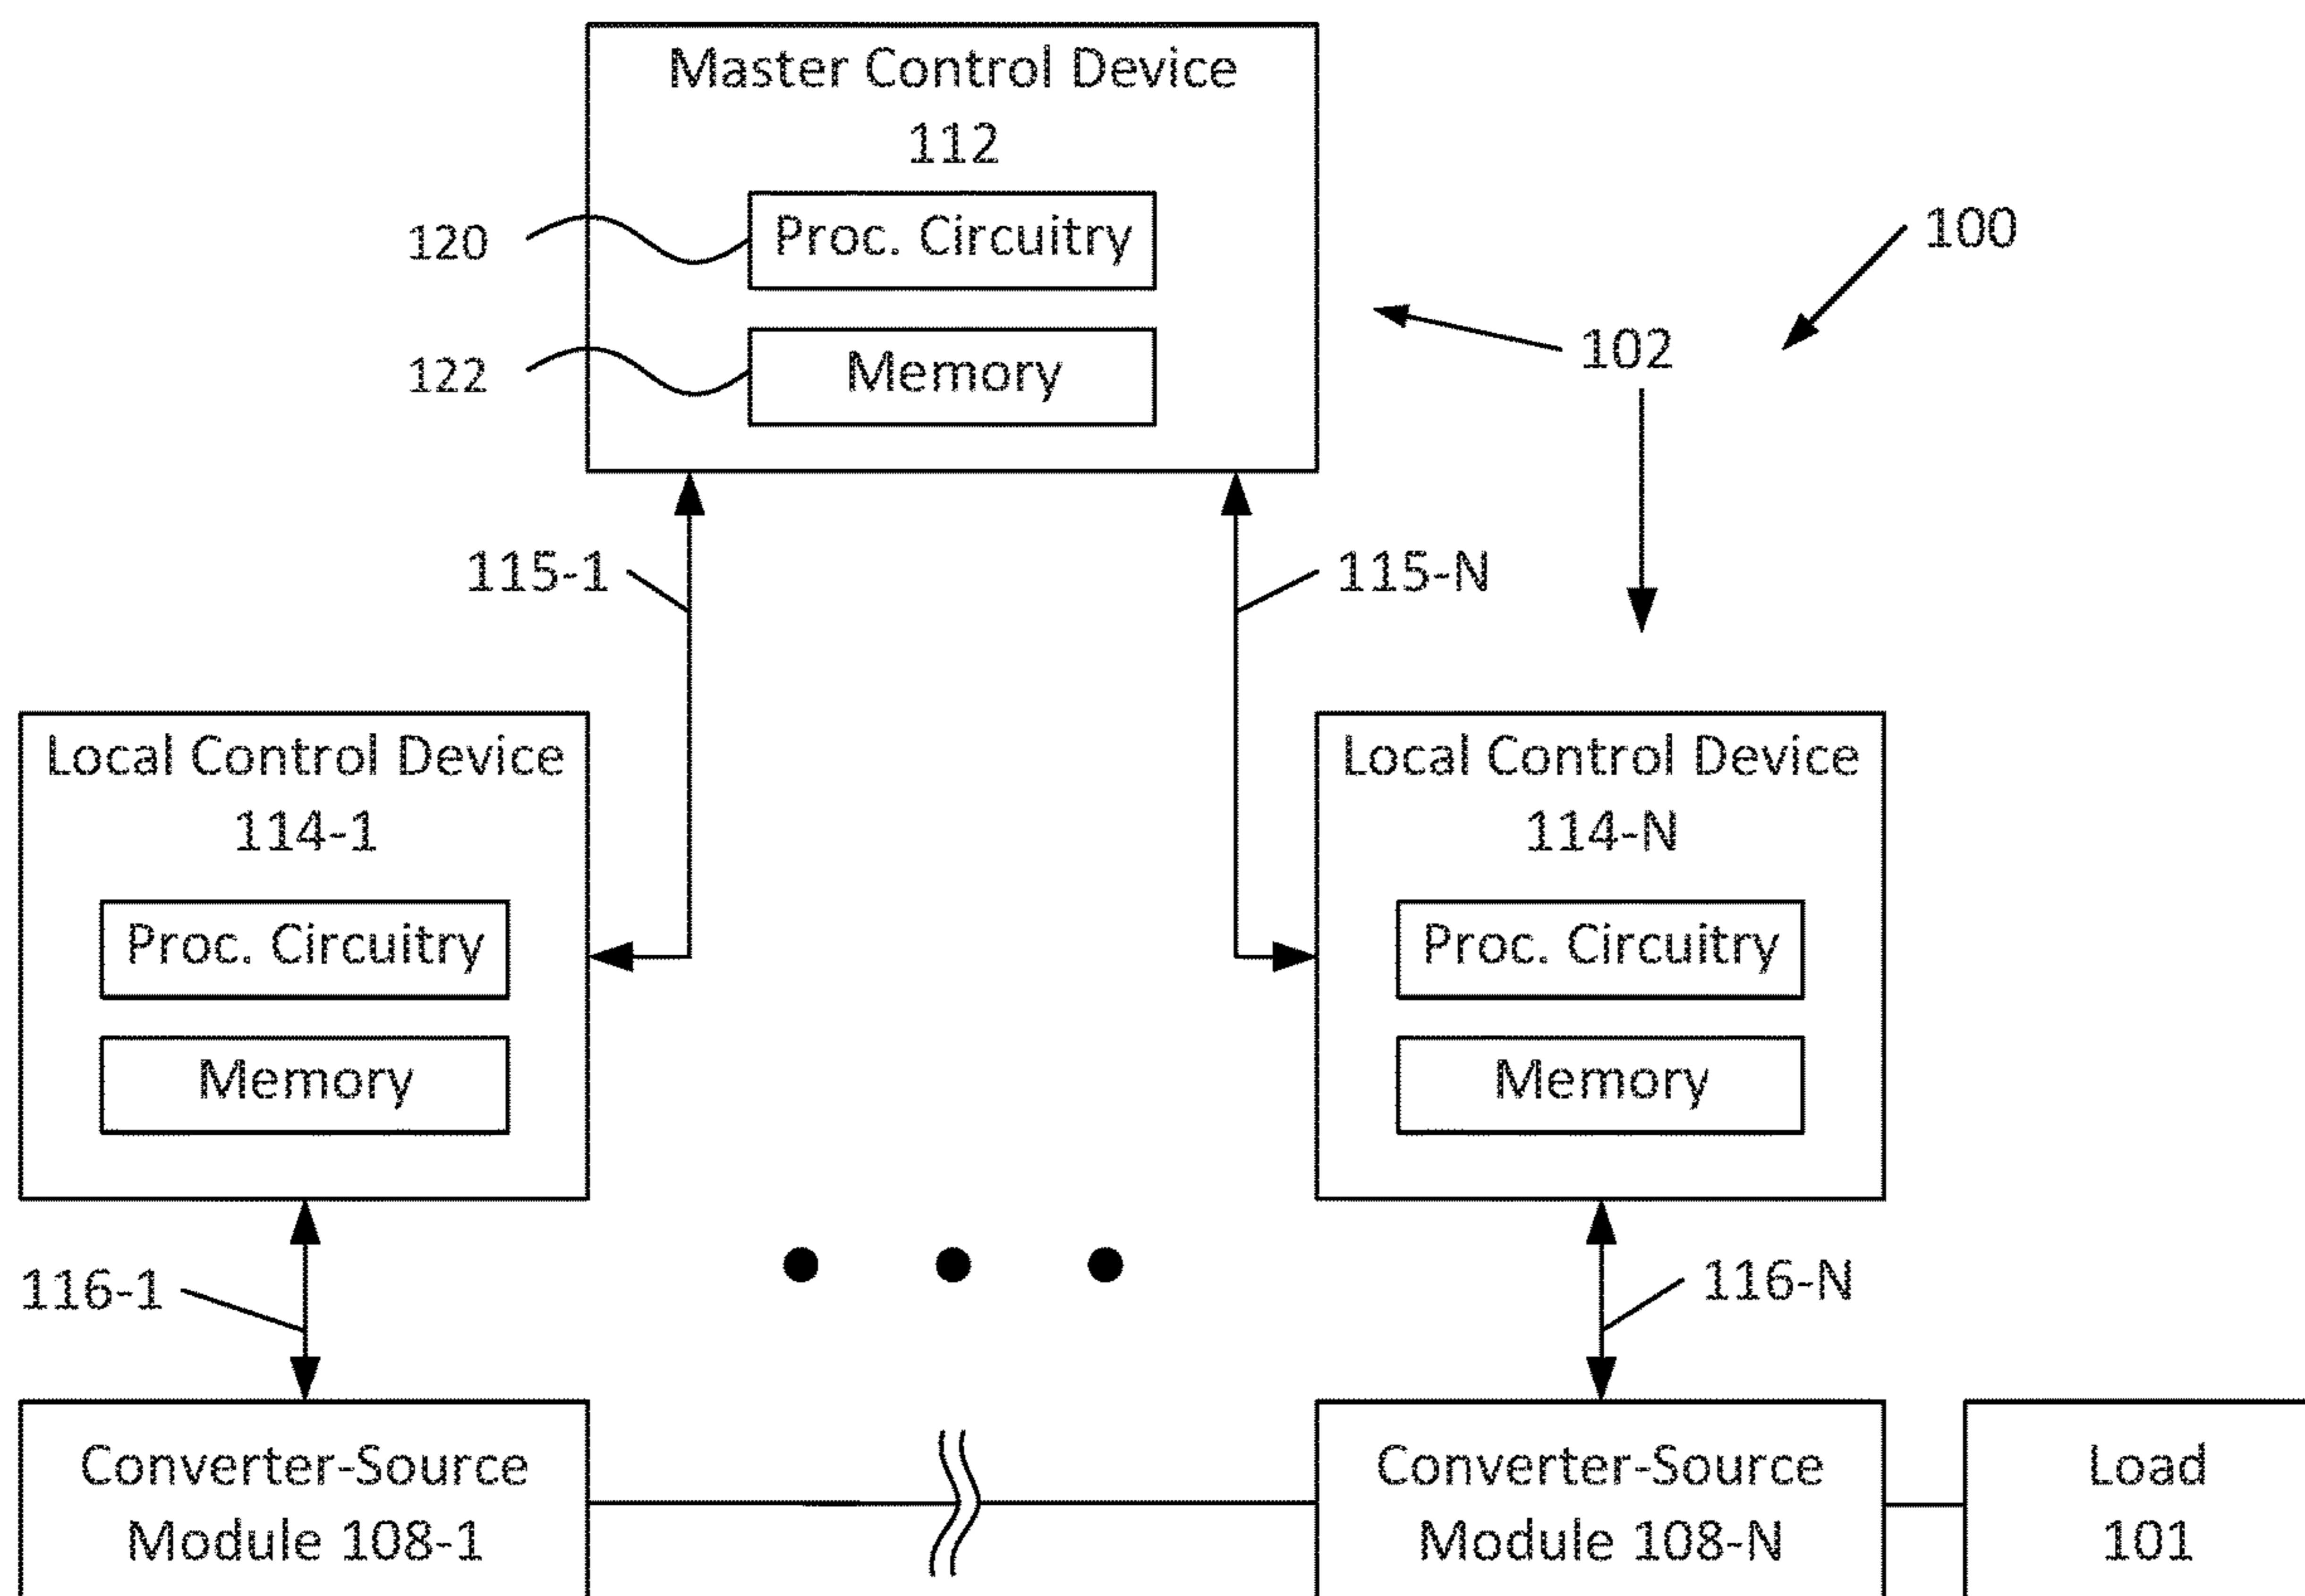 Master Control Device
112
120
Proc. Circuitry
100
122
Memory
102
115-1
115-N
Local Control Device
114-1
Proc. Circuitry
Memory
Local Control Device
114-N
Proc. Circuitry
Memory
116-1
116-N
Converter-Source
Module 108-1
Converter-Source
Module 108-N
Load
101